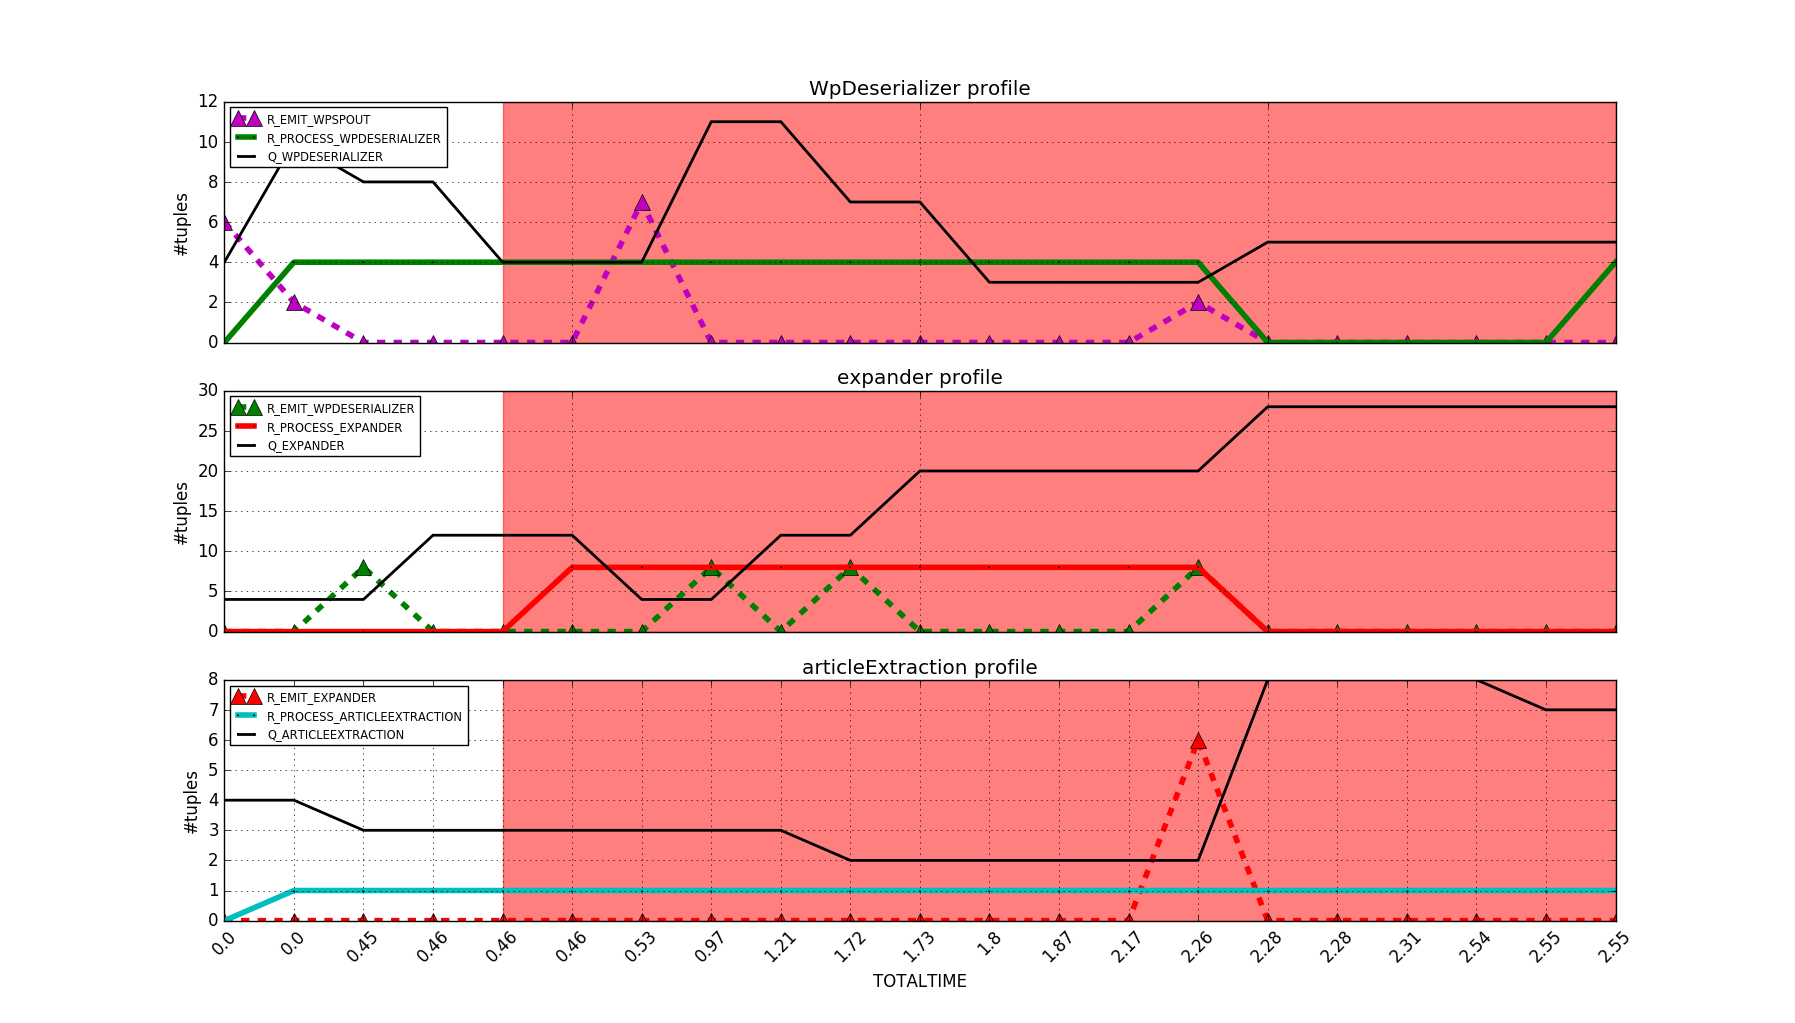 WpDeserializer profile
12
10
8
6
4
2
0
#tuples
R_EMIT_WPSPOUT
R_PROCESS_WPDESERIALIZER
Q_WPDESERIALIZER
expander profile
30
25
20
15
10
5
0
#tuples
R_EMIT_WPDESERIALIZER
R_PROCESS_EXPANDER
Q_EXPANDER
articleExtraction profile
8
7
6
5
4
3
2
1
0
#tuples
R_EMIT_EXPANDER
R_PROCESS_ARTICLEEXTRACTION
Q_ARTICLEEXTRACTION
0.0 0.0 0.45 0.46 0.46 0.46 0.53 0.97 1.21 1.72 1.73 1.8 1.87 2.17 2.26 2.28 2.28 2.31 2.54 2.55 2.55
TOTALTIME